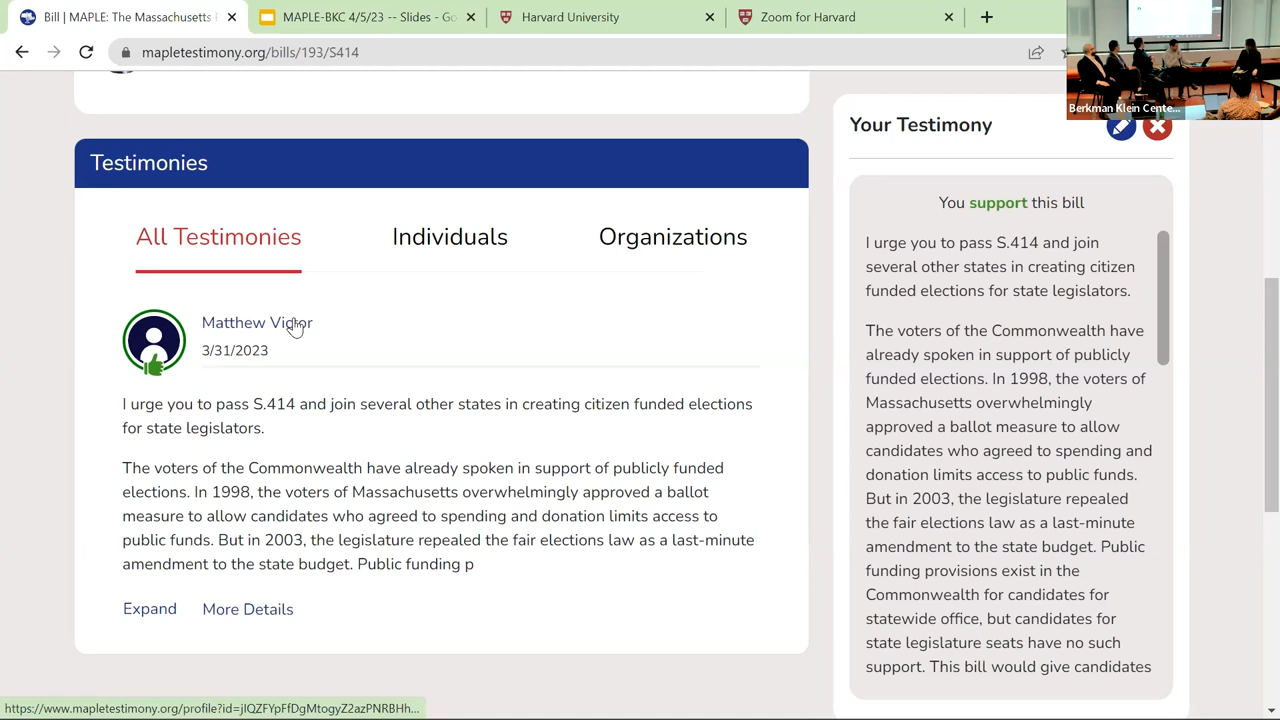 Bill | MAPLE: The Massachusetts
MAPLE-BKC 4/5/23 -- Slides - Go
Harvard University
Zoom for Harvard
mapletestimony.org/bills/193/S414
Berkman Klein Cente...
Testimonies
All Testimonies
Individuals
Organizations
Matthew Victor
3/31/2023
I urge you to pass S.414 and join several other states in creating citizen funded elections
for state legislators.
The voters of the Commonwealth have already spoken in support of publicly funded
elections. In 1998, the voters of Massachusetts overwhelmingly approved a ballot
measure to allow candidates who agreed to spending and donation limits access to
public funds. But in 2003, the legislature repealed the fair elections law as a last-minute
amendment to the state budget. Public funding p
Expand
More Details
Your Testimony
You support this bill
I urge you to pass S.414 and join
several other states in creating citizen
funded elections for state legislators.
The voters of the Commonwealth have
already spoken in support of publicly
funded elections. In 1998, the voters of
Massachusetts overwhelmingly
approved a ballot measure to allow
candidates who agreed to spending and
donation limits access to public funds.
But in 2003, the legislature repealed
the fair elections law as a last-minute
amendment to the state budget. Public
funding provisions exist in the
Commonwealth for candidates for
statewide office, but candidates for
state legislature seats have no such
support. This bill would give candidates